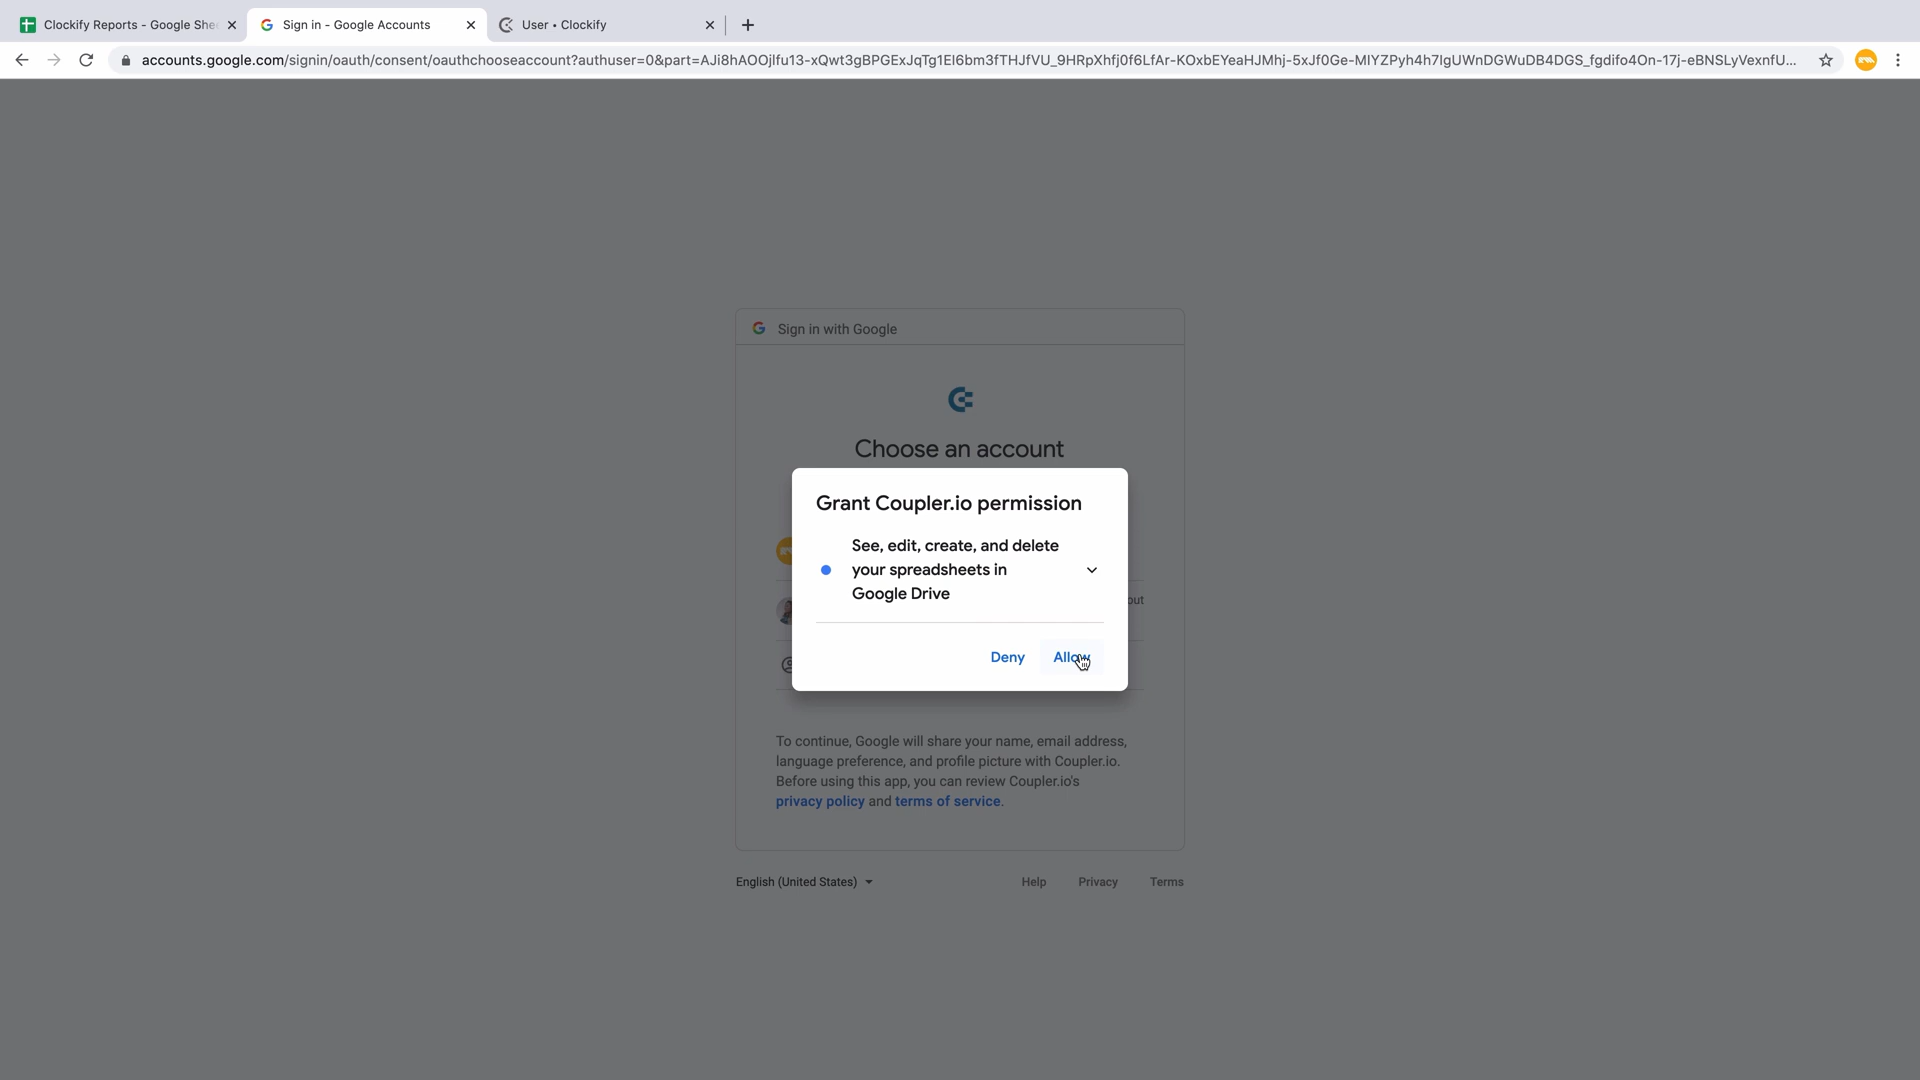 Clockify Reports - Google She
Sign in - Google Accounts
User • Clockify
accounts.google.com/signin/oauth/consent/oauthchooseaccount?authuser=0&part=AJi8hAOOjlfu13-xQwt3gBPGExJqTg1EI6bm3fTHJfVU_9HRpXhfj0f6LfAr-KOxbEYeaHJMhj-5xJf0Ge-MIYZPyh4h7IgUWnDGWuDB4DGS_fgdifo4On-17j-eBNSLyVexnfU...
Sign in with Google
Choose an account
Grant Coupler.io permission
See, edit, create, and delete
your spreadsheets in
Google Drive
out
Deny
Allow
To continue, Google will share your name, email address,
language preference, and profile picture with Coupler.io.
Before using this app, you can review Coupler.io's
privacy policy and terms of service.
English (United States)
Help
Privacy
Terms